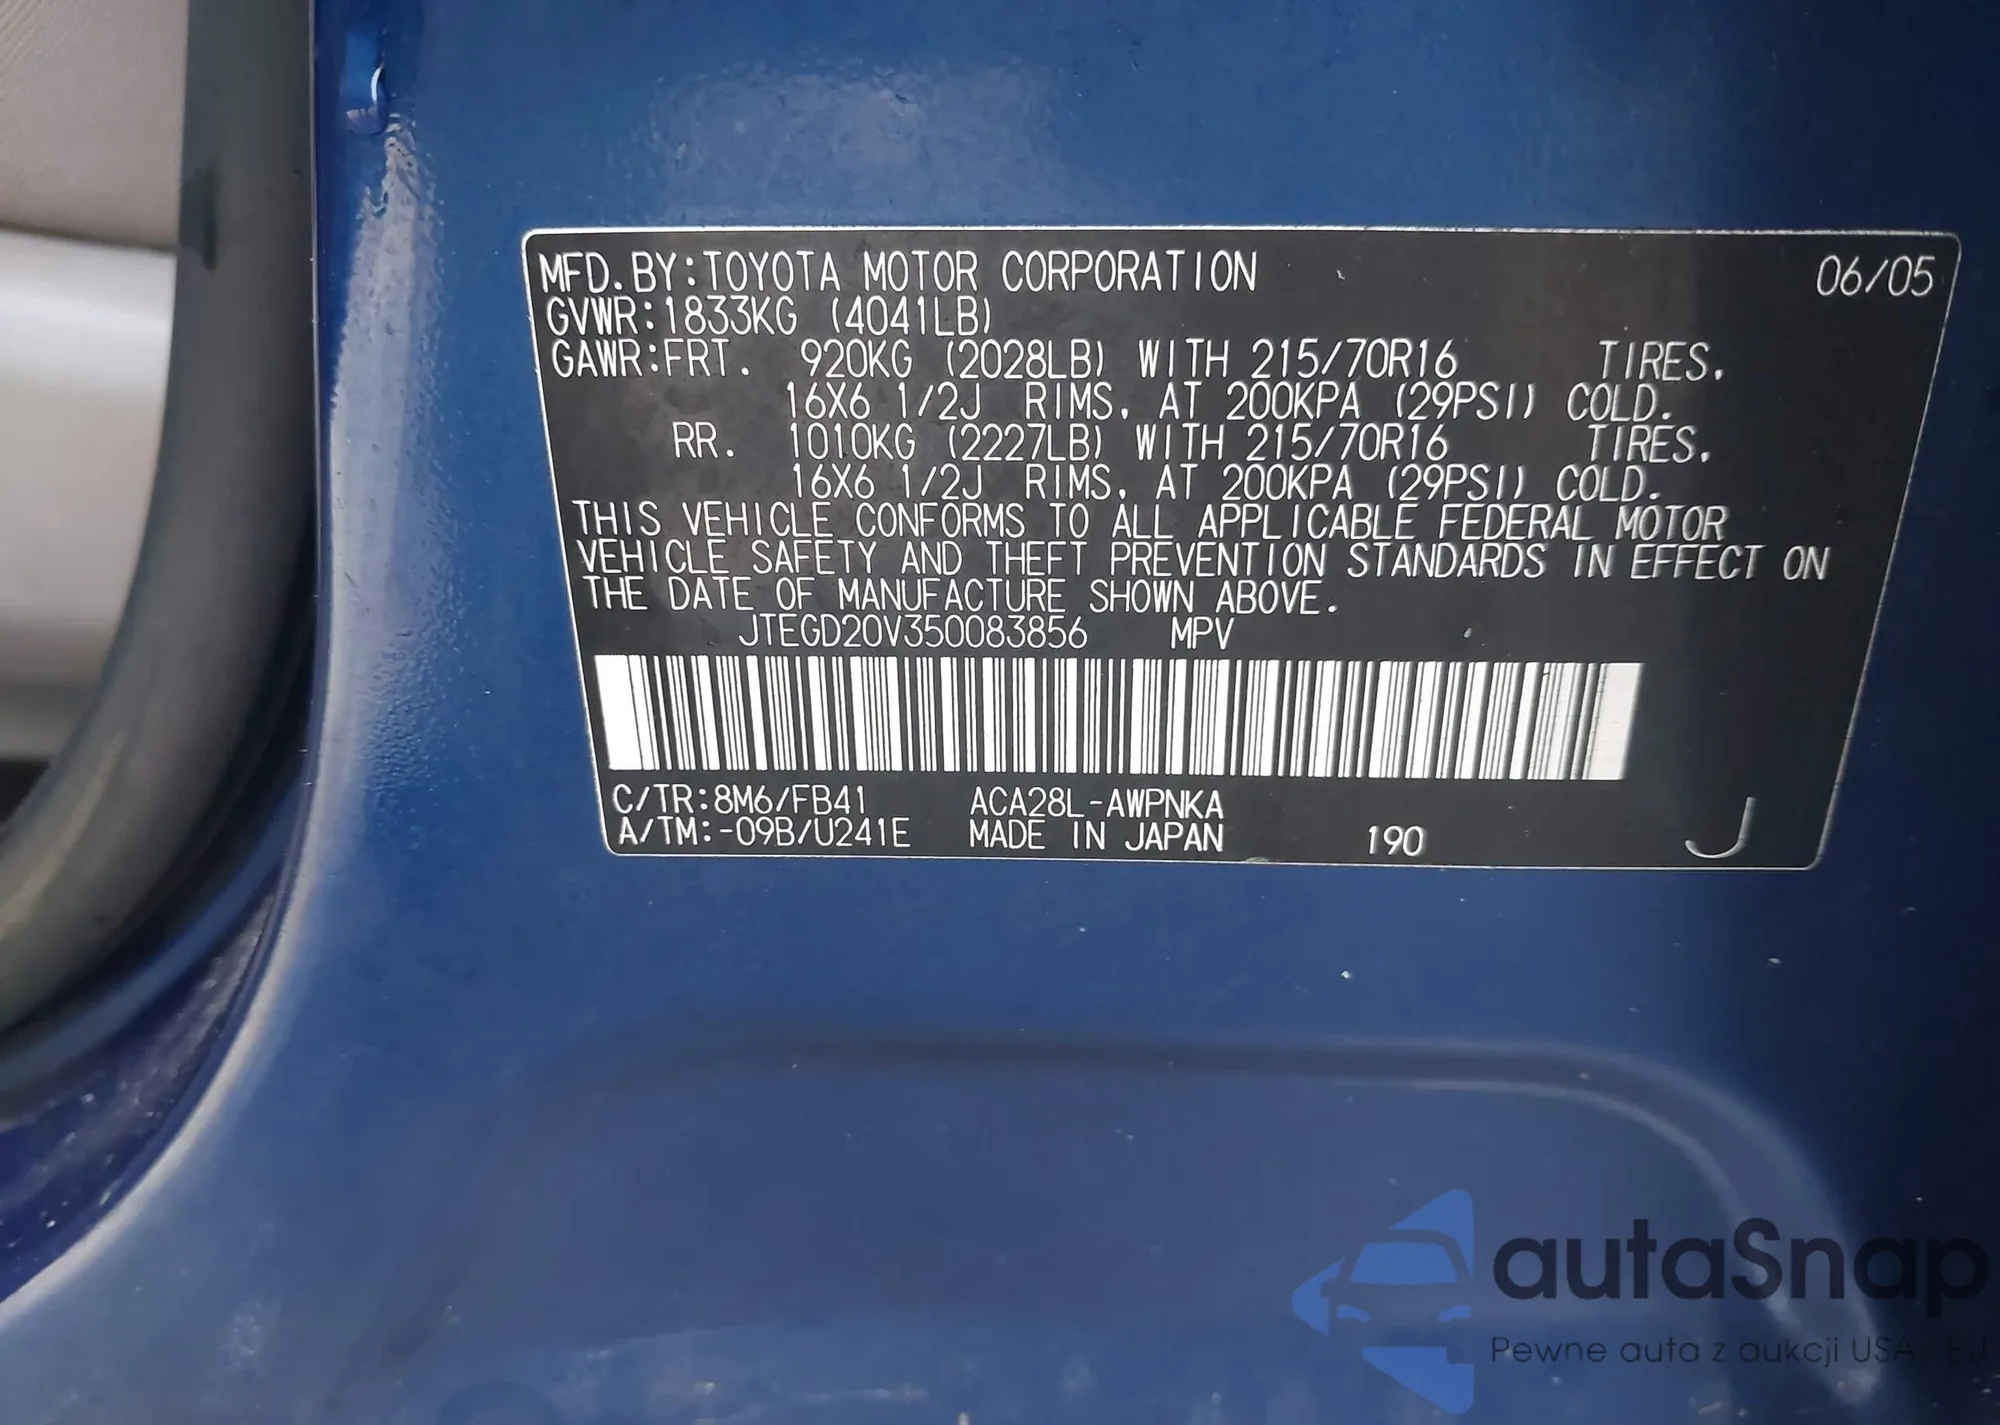 MFD.BY:TOYOTA MOTOR CORPORATION 06/05
GVWR:1833KG (4041LB)
GAWR:FRT. 920KG (2028LB) WITH 215/70R16 TIRES.
16X6 1/2J RIMS. AT 200KPA (29PSI) COLD.
RR. 1010KG (2227LB) WITH 215/70R16 TIRES.
16X6 1/2J RIMS. AT 200KPA (29PSI) COLD.
THIS VEHICLE CONFORMS TO ALL APPLICABLE FEDERAL MOTOR
VEHICLE SAFETY AND THEFT PREVENTION STANDARDS IN EFFECT ON
THE DATE OF MANUFACTURE SHOWN ABOVE.
JTEGD20V350083856 MPV
C/TR:8M6/FB41 ACA28L-AWPNKA
A/TM:-09B/U241E MADE IN JAPAN 190 J
autaSnap
Pewne auta z aukcji USA